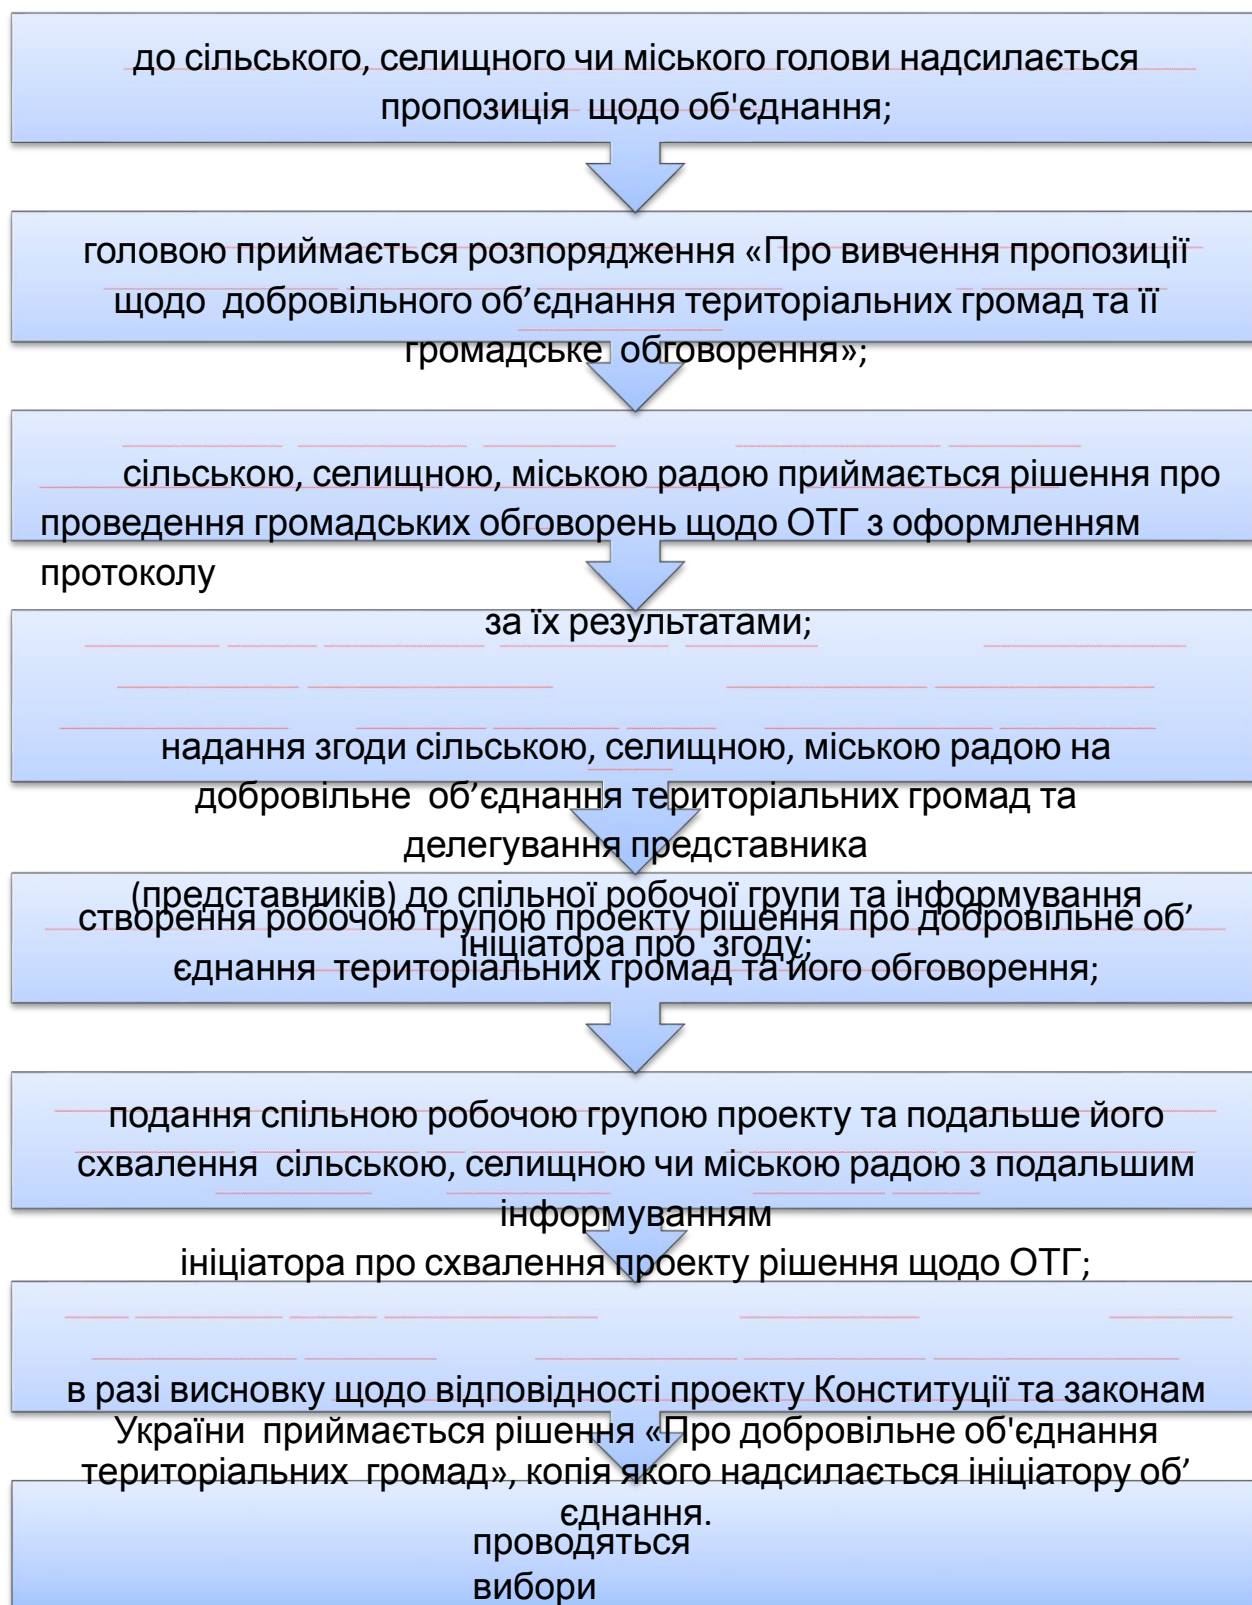 до сільського, селищного чи міського голови надсилається
пропозиція щодо об'єднання;
головою приймається розпорядження «Про вивчення пропозиції
щодо добровільного об’єднання територіальних громад та її
громадське обговорення»;
сільською, селищною, міською радою приймається рішення про
проведення громадських обговорень щодо ОТГ з оформленням
протоколу
за їх результатами;
надання згоди сільською, селищною, міською радою на
добровільне об’єднання територіальних громад та
делегування представника
(представників) до спільної робочої групи та інформування
ініціатора про згоду;
створення робочою групою проекту рішення про добровільне об’
єднання територіальних громад та його обговорення;
подання спільною робочою групою проекту та подальше його
схвалення сільською, селищною чи міською радою з подальшим
інформуванням
ініціатора про схвалення проекту рішення щодо ОТГ;
в разі висновку щодо відповідності проекту Конституції та законам
України приймається рішення «Про добровільне об'єднання
територіальних громад», копія якого надсилається ініціатору об’
єднання.
проводяться
вибори